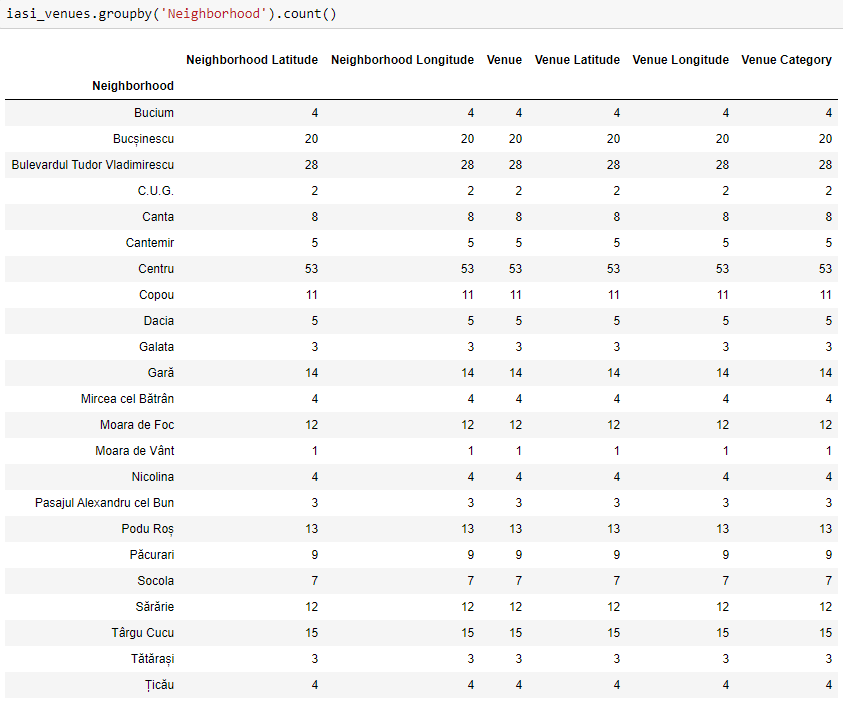 iasi_venues.groupby('Neighborhood').count()
Neighborhood Latitude Neighborhood Longitude Venue Venue Latitude Venue Longitude Venue Category
Neighborhood
Bucium 4 4 4 4 4 4
Bucșinescu 20 20 20 20 20 20
Bulevardul Tudor Vladimirescu 28 28 28 28 28 28
C.U.G. 2 2 2 2 2 2
Canta 8 8 8 8 8 8
Cantemir 5 5 5 5 5 5
Centru 53 53 53 53 53 53
Copou 11 11 11 11 11 11
Dacia 5 5 5 5 5 5
Galata 3 3 3 3 3 3
Gară 14 14 14 14 14 14
Mircea cel Bătrân 4 4 4 4 4 4
Moara de Foc 12 12 12 12 12 12
Moara de Vânt 1 1 1 1 1 1
Nicolina 4 4 4 4 4 4
Pasajul Alexandru cel Bun 3 3 3 3 3 3
Podu Roș 13 13 13 13 13 13
Păcurari 9 9 9 9 9 9
Socola 7 7 7 7 7 7
Sărărie 12 12 12 12 12 12
Târgu Cucu 15 15 15 15 15 15
Tătărași 3 3 3 3 3 3
Țicău 4 4 4 4 4 4